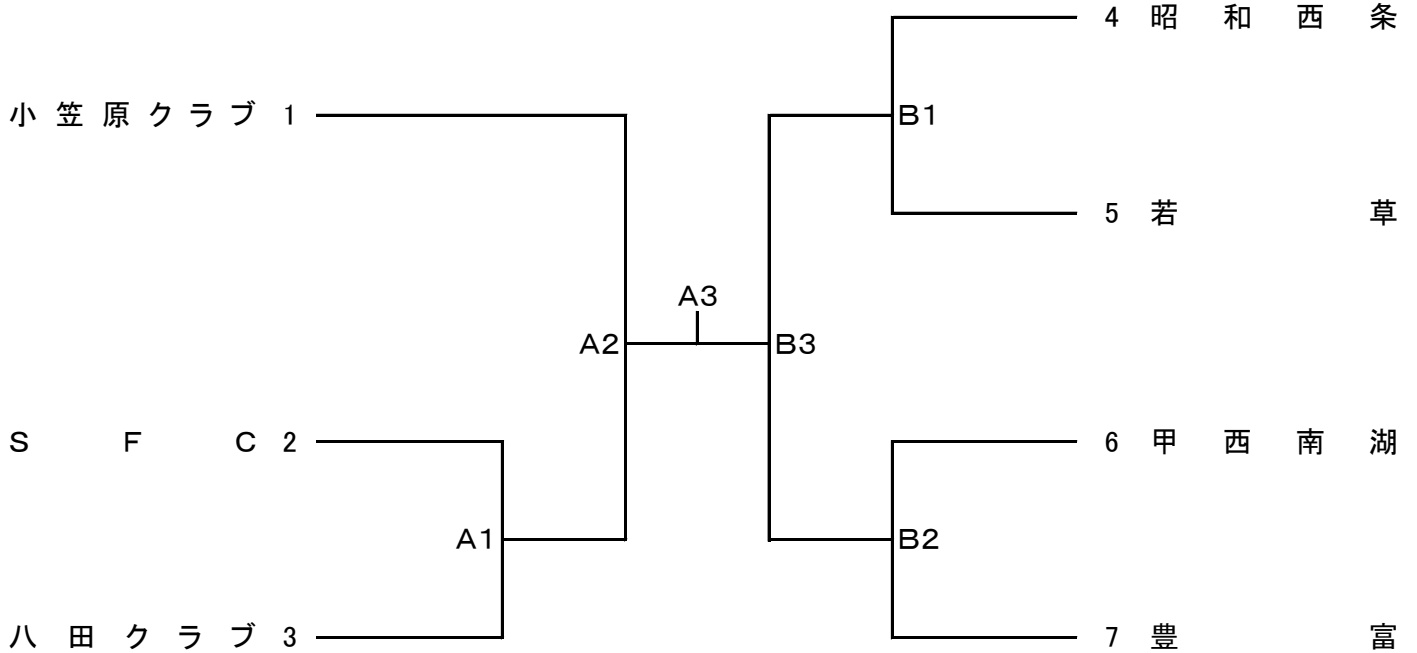 4 昭和西条
小笠原クラブ 1
B1
5 若草
A3
A2
B3
SFC 2
6 甲西南湖
A1
B2
八田クラブ 3
7 豊富